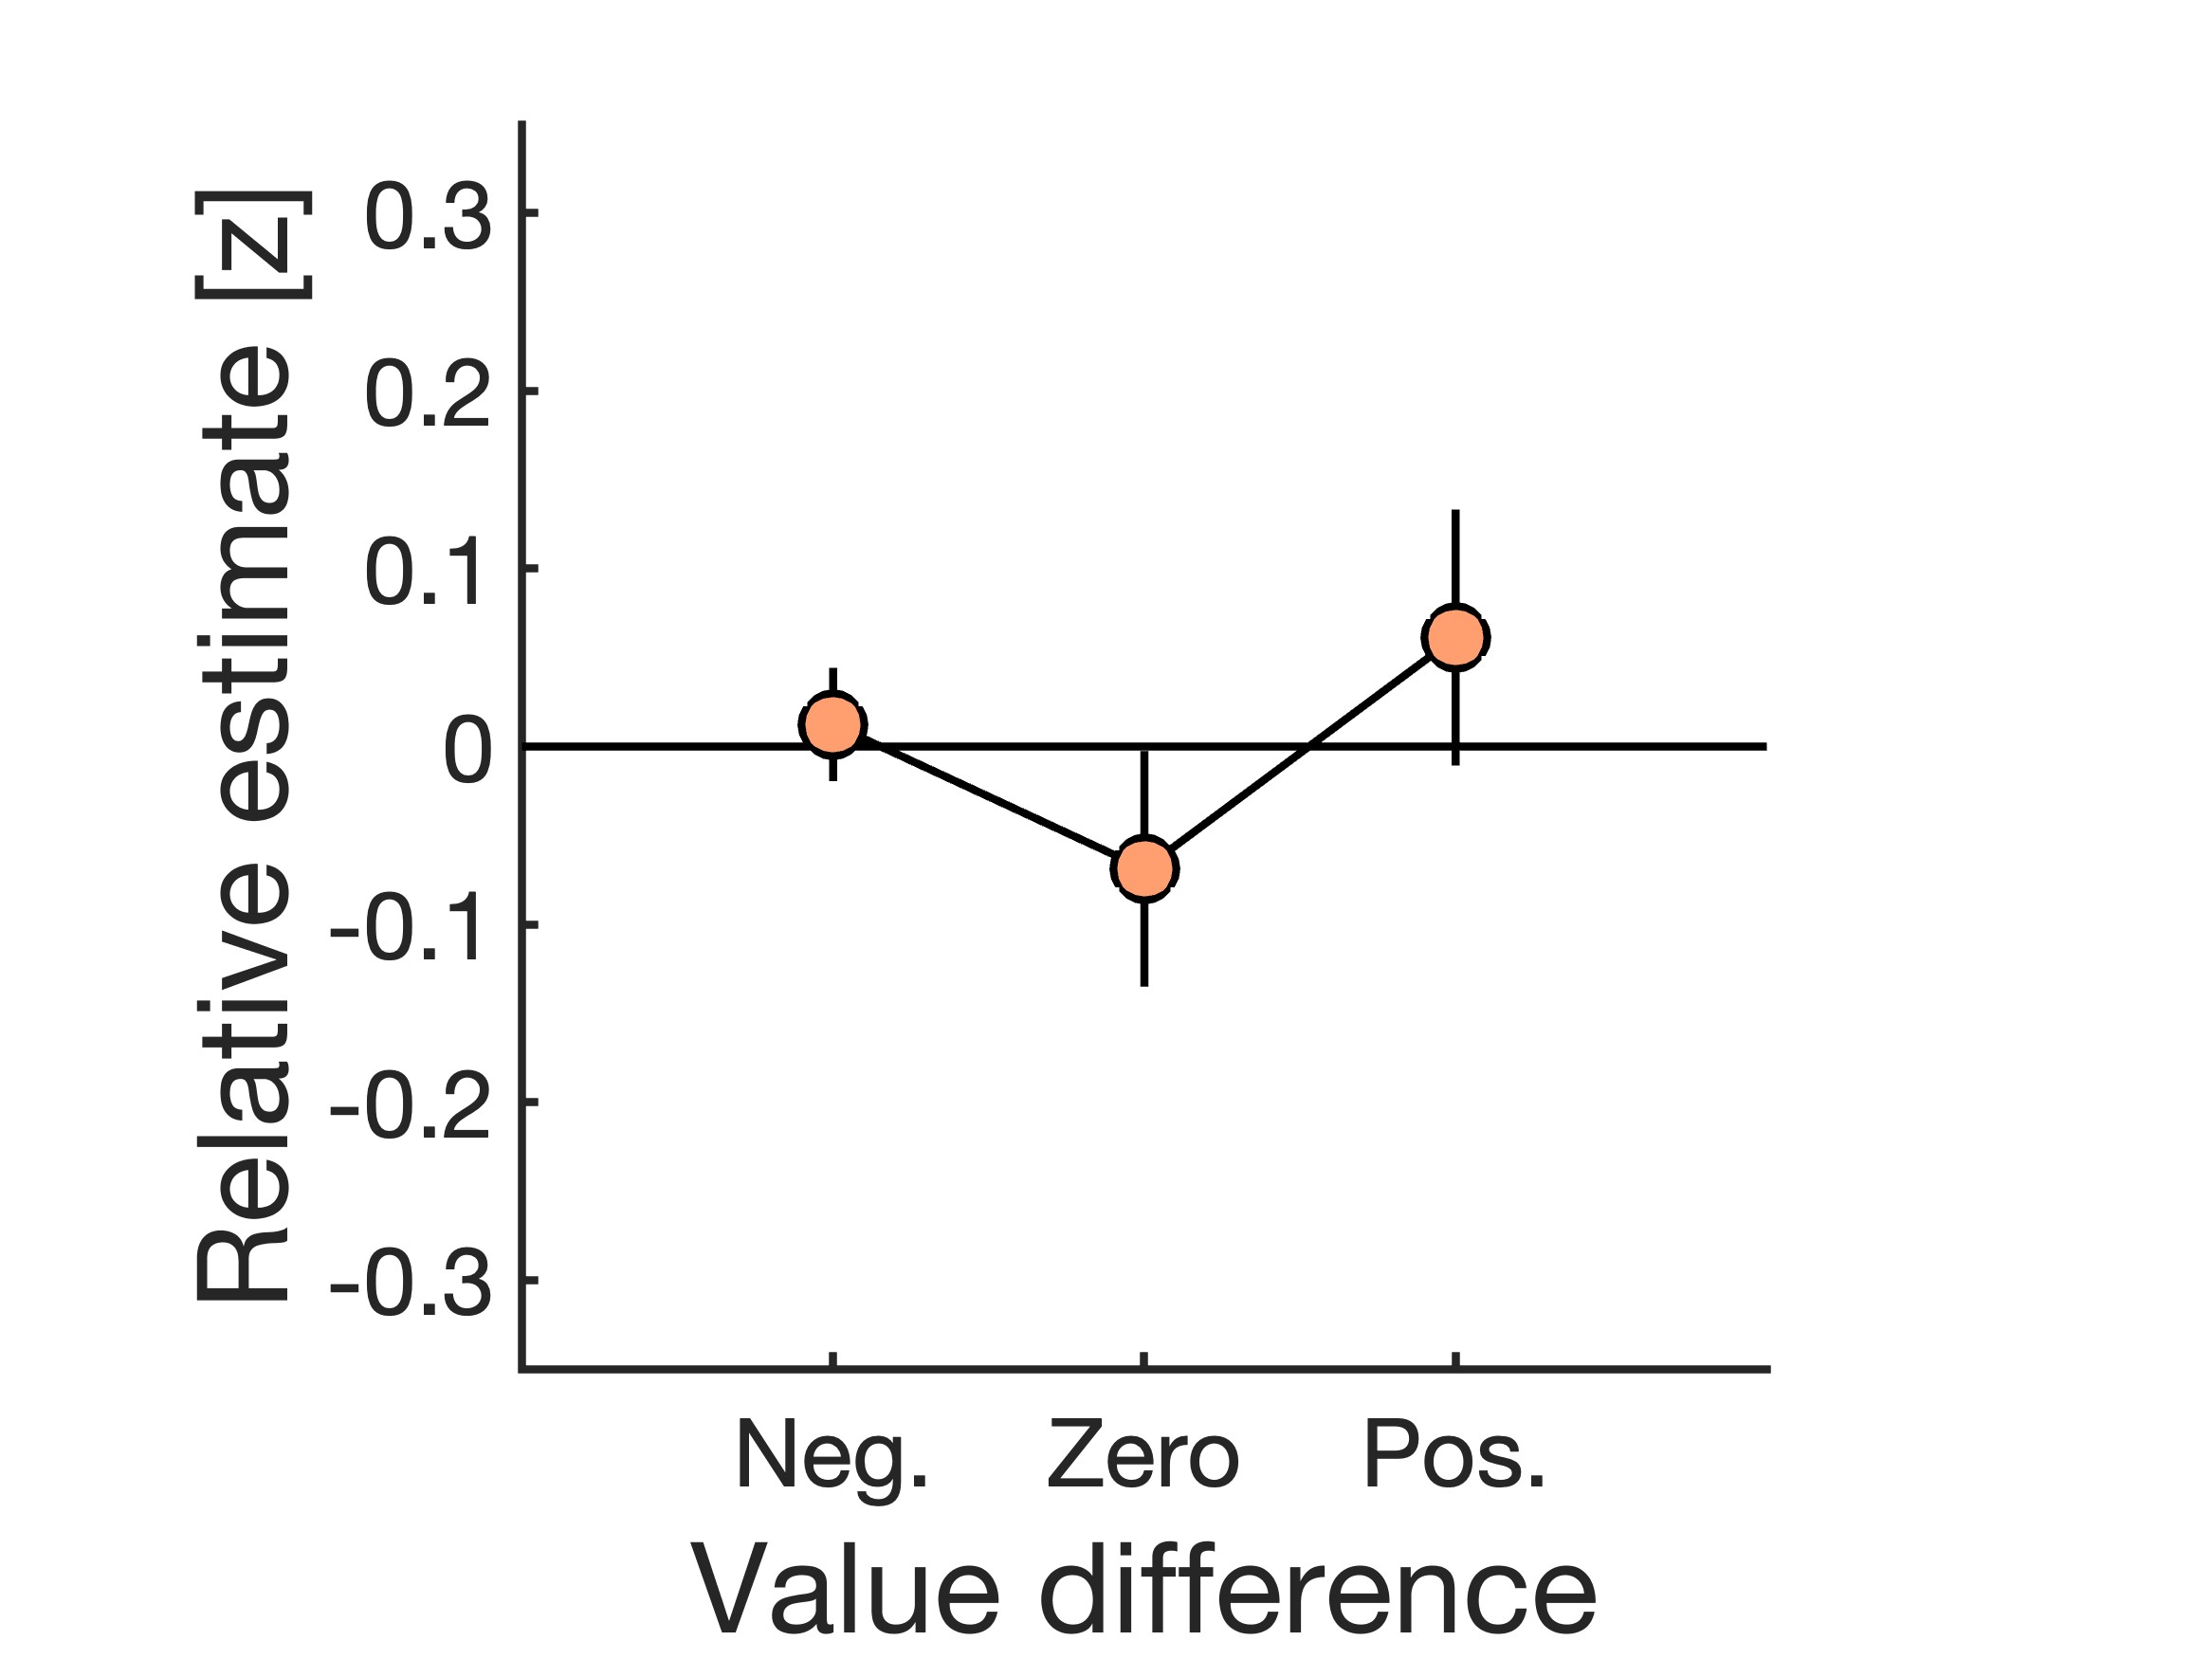 Relative estimate [z]
0.3
0.2
0.1
0
-0.1
-0.2
-0.3
Neg. Zero Pos.
Value difference